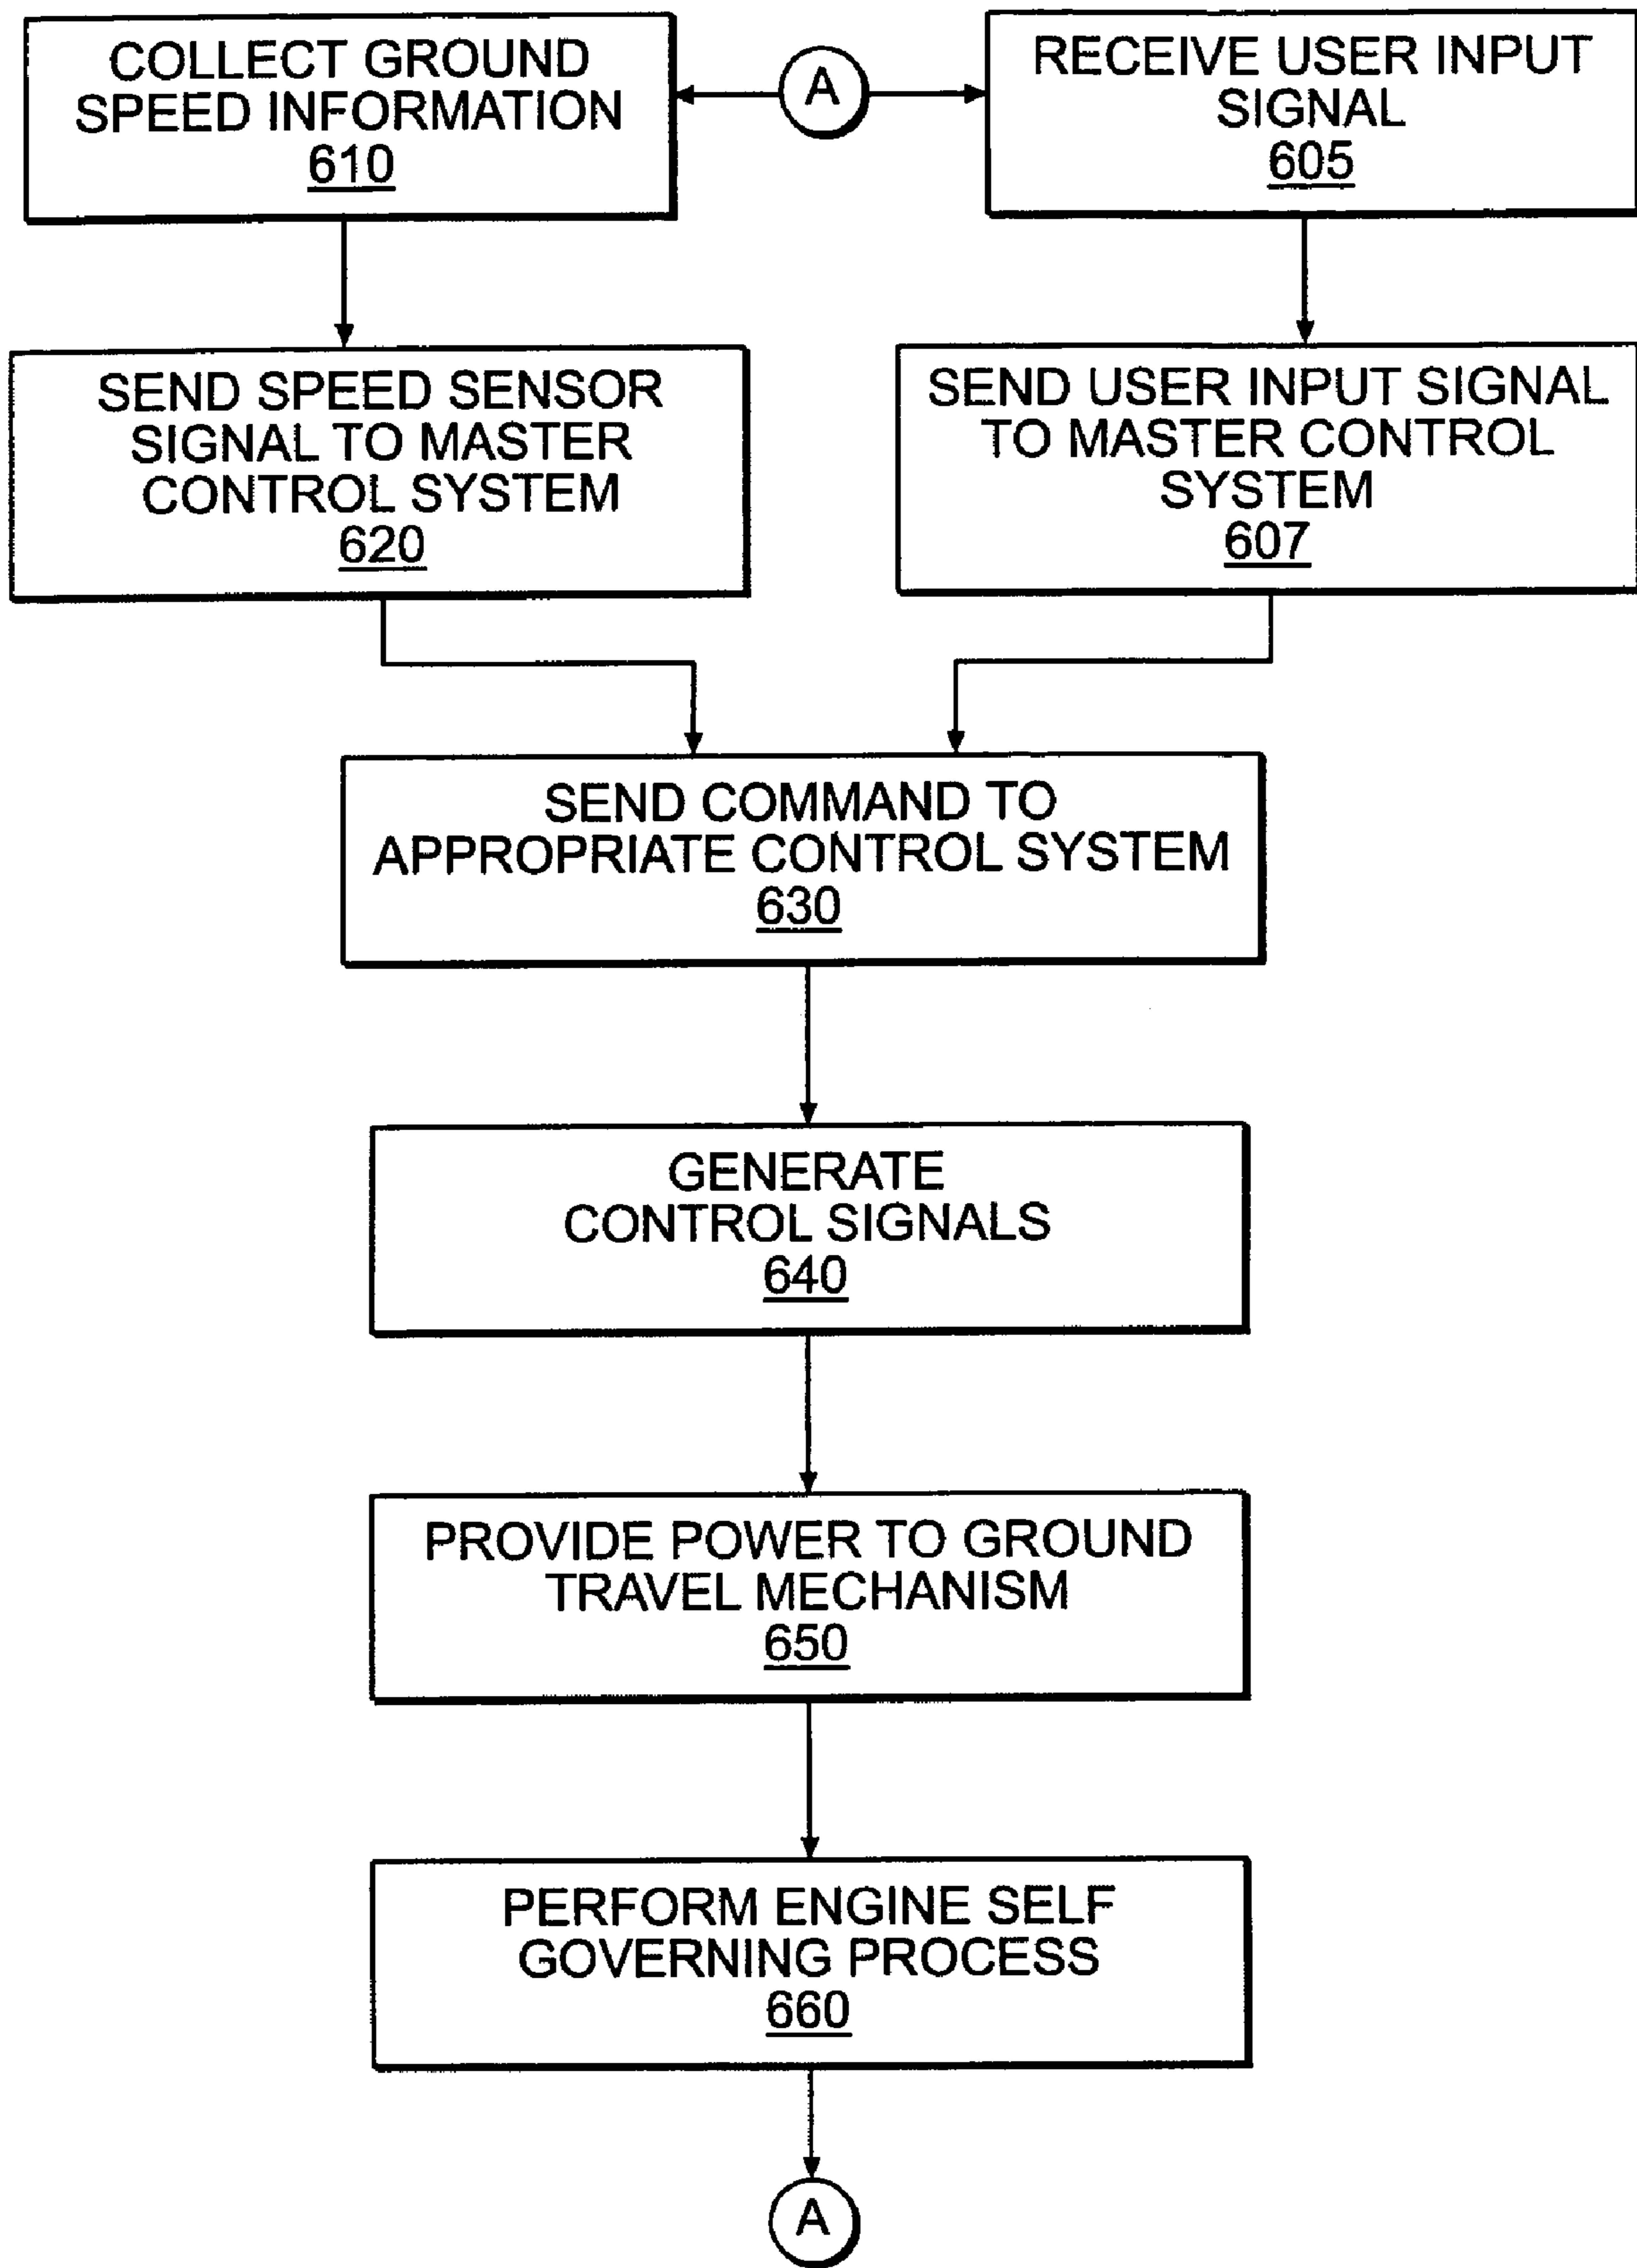 COLLECT GROUND
SPEED INFORMATION
610
A
RECEIVE USER INPUT
SIGNAL
605
SEND SPEED SENSOR
SIGNAL TO MASTER
CONTROL SYSTEM
620
SEND USER INPUT SIGNAL
TO MASTER CONTROL
SYSTEM
607
SEND COMMAND TO
APPROPRIATE CONTROL SYSTEM
630
GENERATE
CONTROL SIGNALS
640
PROVIDE POWER TO GROUND
TRAVEL MECHANISM
650
PERFORM ENGINE SELF
GOVERNING PROCESS
660
A